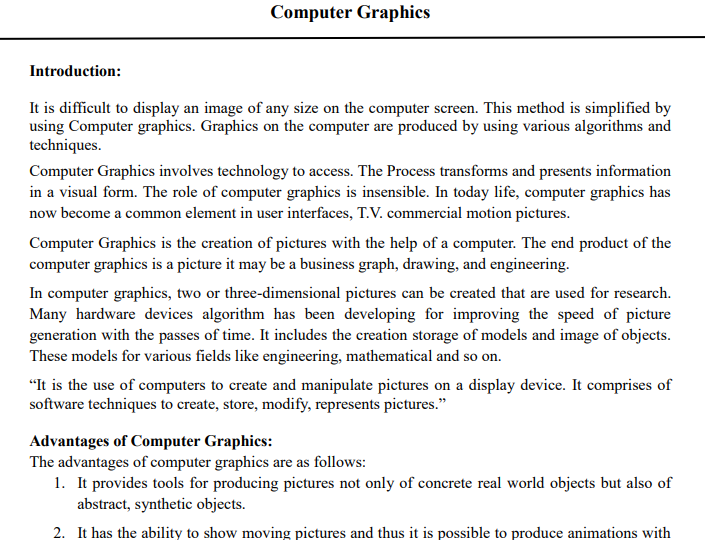 Computer Graphics
Introduction:
It is difficult to display an image of any size on the computer screen. This method is simplified by
using Computer graphics. Graphics on the computer are produced by using various algorithms and
techniques.
Computer Graphics involves technology to access. The Process transforms and presents information
in a visual form. The role of computer graphics is insensible. In today life, computer graphics has
now become a common element in user interfaces, T.V. commercial motion pictures.
Computer Graphics is the creation of pictures with the help of a computer. The end product of the
computer graphics is a picture it may be a business graph, drawing, and engineering.
In computer graphics, two or three-dimensional pictures can be created that are used for research.
Many hardware devices algorithm has been developing for improving the speed of picture
generation with the passes of time. It includes the creation storage of models and image of objects.
These models for various fields like engineering, mathematical and so on.
“It is the use of computers to create and manipulate pictures on a display device. It comprises of
software techniques to create, store, modify, represents pictures.”
Advantages of Computer Graphics:
The advantages of computer graphics are as follows:
1. It provides tools for producing pictures not only of concrete real world objects but also of
abstract, synthetic objects.
2. It has the ability to show moving pictures and thus it is possible to produce animations with